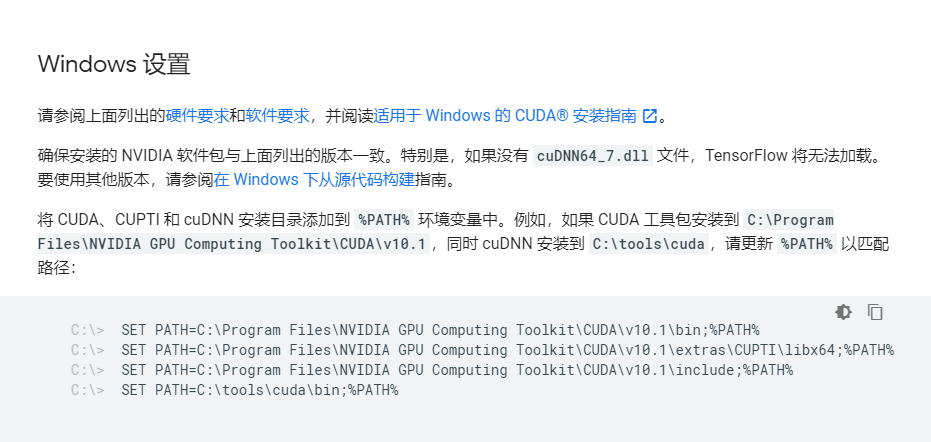 Windows 设置
请参阅上面列出的硬件要求和软件要求，并阅读适用于 Windows 的 CUDA® 安装指南。
确保安装的 NVIDIA 软件包与上面列出的版本一致。特别是，如果没有 cuDNN64_7.dll 文件，TensorFlow 将无法加载。
要使用其他版本，请参阅在 Windows 下从源代码构建指南。
将 CUDA、CUPTI 和 cuDNN 安装目录添加到 %PATH% 环境变量中。例如，如果 CUDA 工具包安装到 C:\Program
Files\NVIDIA GPU Computing Toolkit\CUDA\v10.1，同时 cuDNN 安装到 C:\tools\cuda，请更新 %PATH% 以匹配
路径：
C:\> SET PATH=C:\Program Files\NVIDIA GPU Computing Toolkit\CUDA\v10.1\bin;%PATH%
C:\> SET PATH=C:\Program Files\NVIDIA GPU Computing Toolkit\CUDA\v10.1\extras\CUPTI\libx64;%PATH%
C:\> SET PATH=C:\Program Files\NVIDIA GPU Computing Toolkit\CUDA\v10.1\include;%PATH%
C:\> SET PATH=C:\tools\cuda\bin;%PATH%